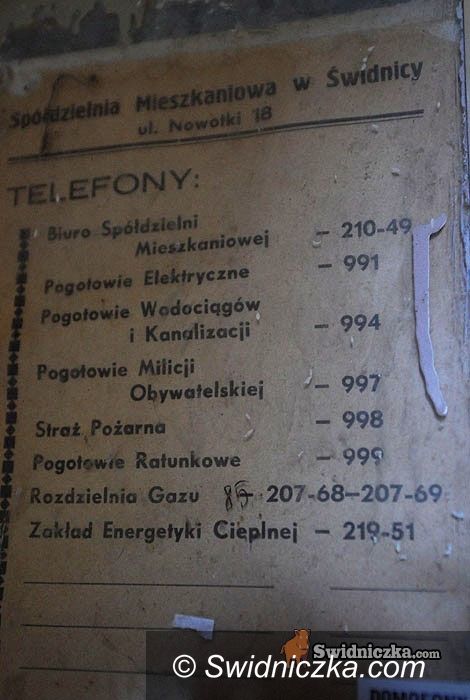 Spółdzielnia Mieszkaniowa w Świdnicy
ul. Nowotki 18
TELEFONY:
Biuro Spółdzielni
Mieszkaniowej – 210-49
Pogotowie Elektryczne – 991
Pogotowie Wodociągów
i Kanalizacji – 994
Pogotowie Milicji
Obywatelskiej – 997
Straż Pożarna – 998
Pogotowie Ratunkowe – 999
Rozdzielnia Gazu – 207-68–207-69
Zakład Energetyki Cieplnej – 219-51
Swidniczka.com
© Swidniczka.com